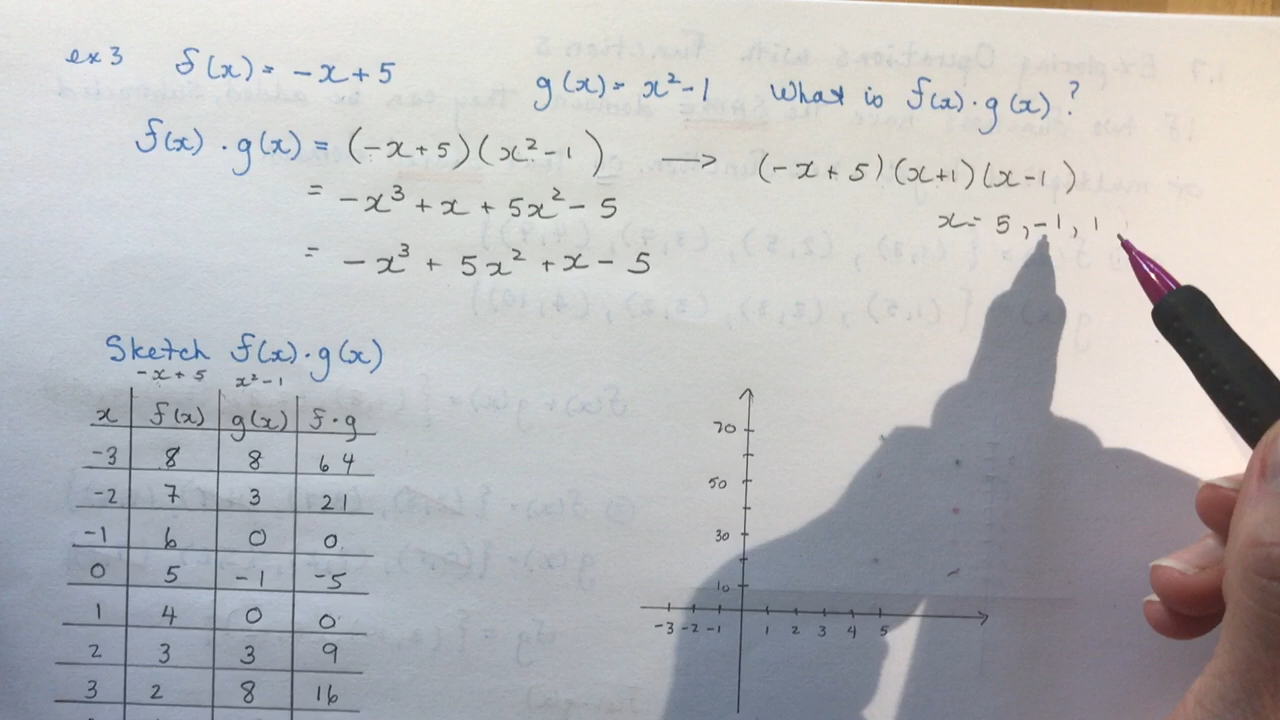 ex 3 f(x) = -x+5 g(x) = x²-1 What is f(x)·g(x)?
f(x)·g(x) = (-x+5)(x²-1) → (-x+5)(x+1)(x-1)
= -x³+x+5x²-5 x= 5,-1,1
= -x³+5x²+x-5
Sketch f(x)·g(x)
-x+5 x²-1
x f(x) g(x) f·g
-3 8 8 64
-2 7 3 21
-1 6 0 0
0 5 -1 -5
1 4 0 0
2 3 3 9
3 2 8 16
70
50
30
10
-3 -2 -1 1 2 3 4 5